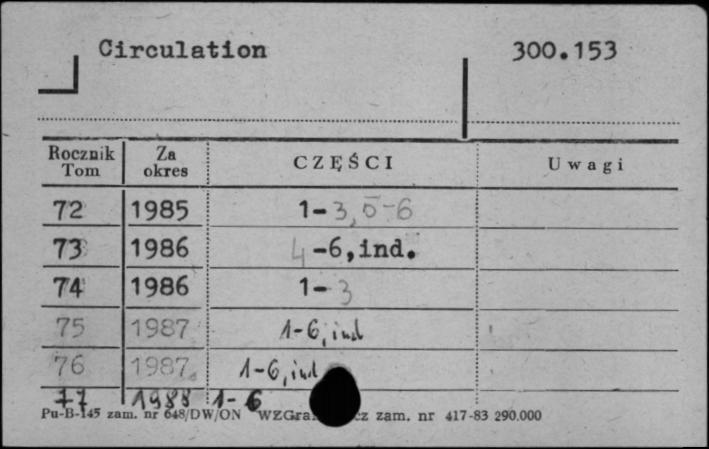 Circulation 300.153
Rocznik Tom Za okres CZĘŚCI Uwagi
72 1985 1-3,5-6
73 1986 4-6,ind.
74 1986 1-3
75 1987 1-6, ind
76 1987 1-6, ind
77 1988 1-6
Pu-B-145 zam. nr 648/DW/ON zam. nr 417-83 290.000